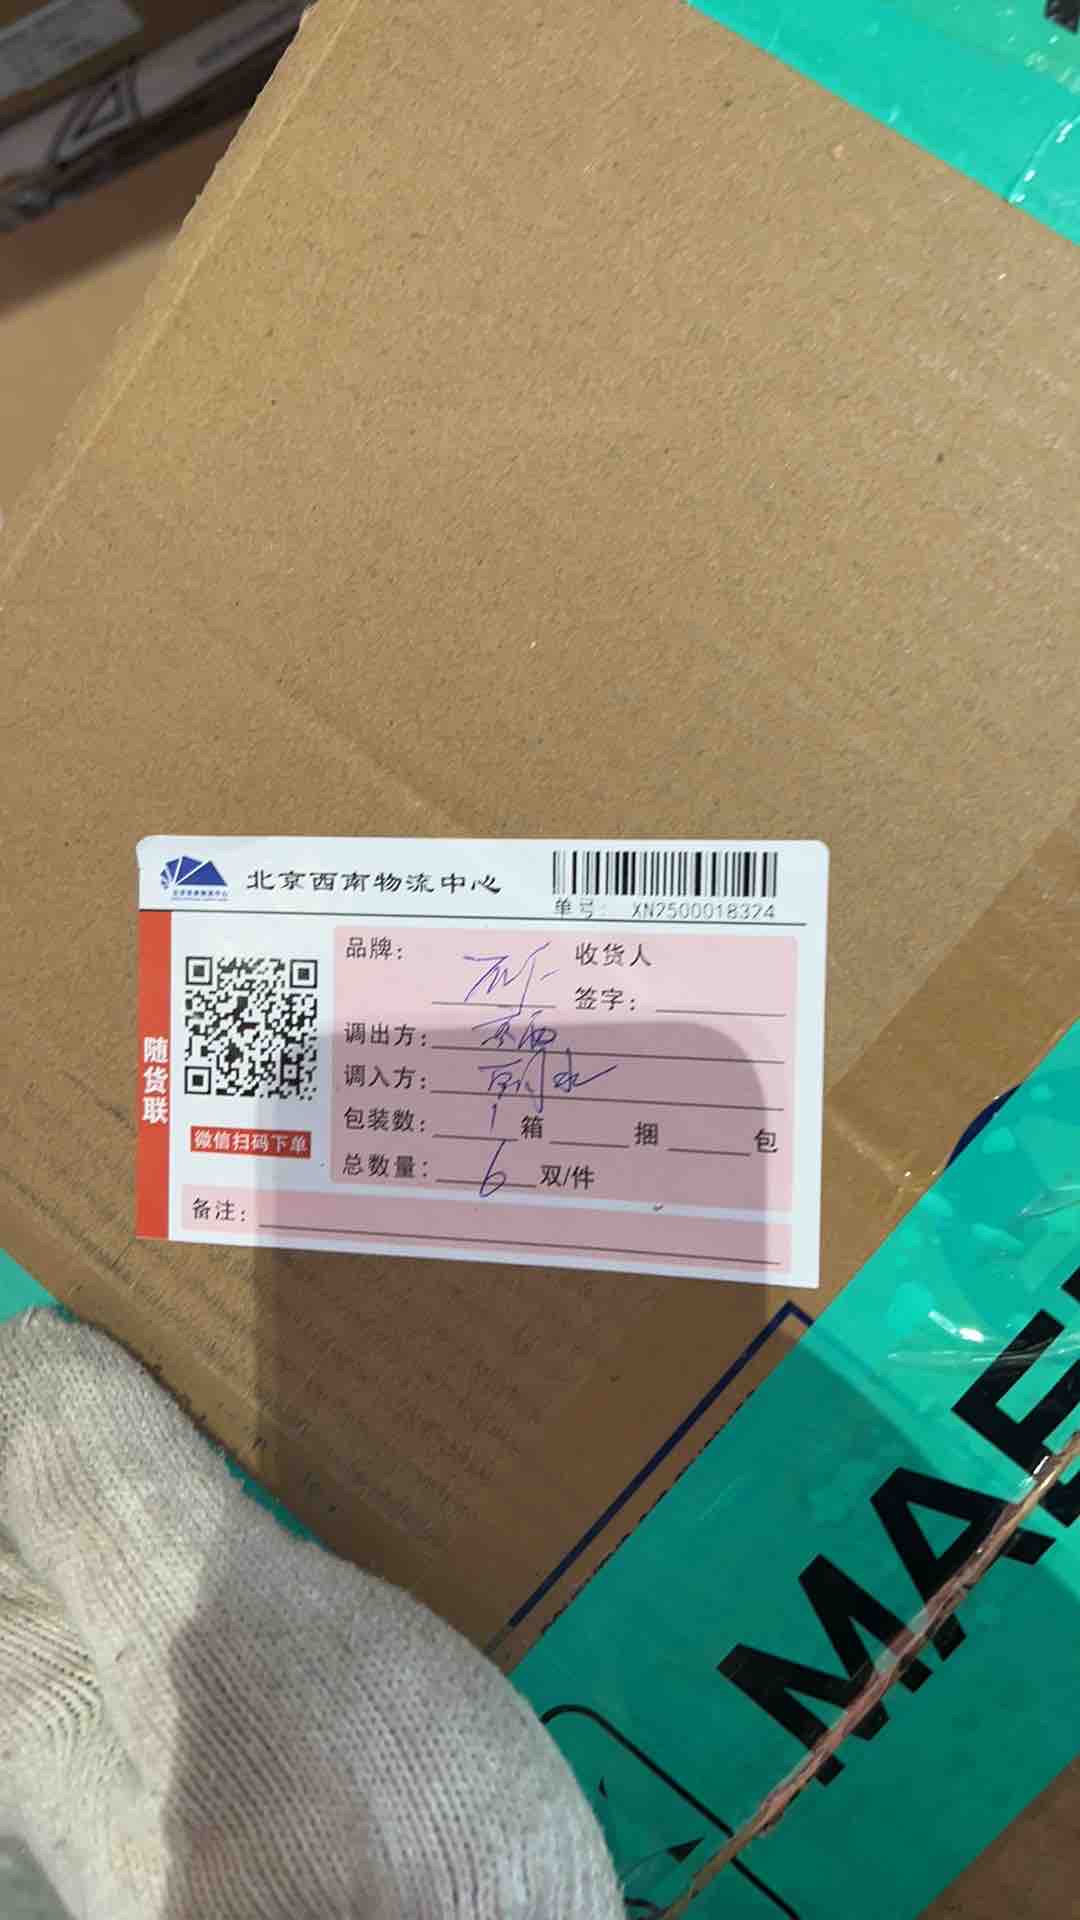 北京西南物流中心
单号: XN2500018324
随货联
微信扫码下单
品牌:
收货人
签字:
调出方:
调入方:
包装数: 1 箱 捆 包
总数量: 6 双/件
备注:
MAE